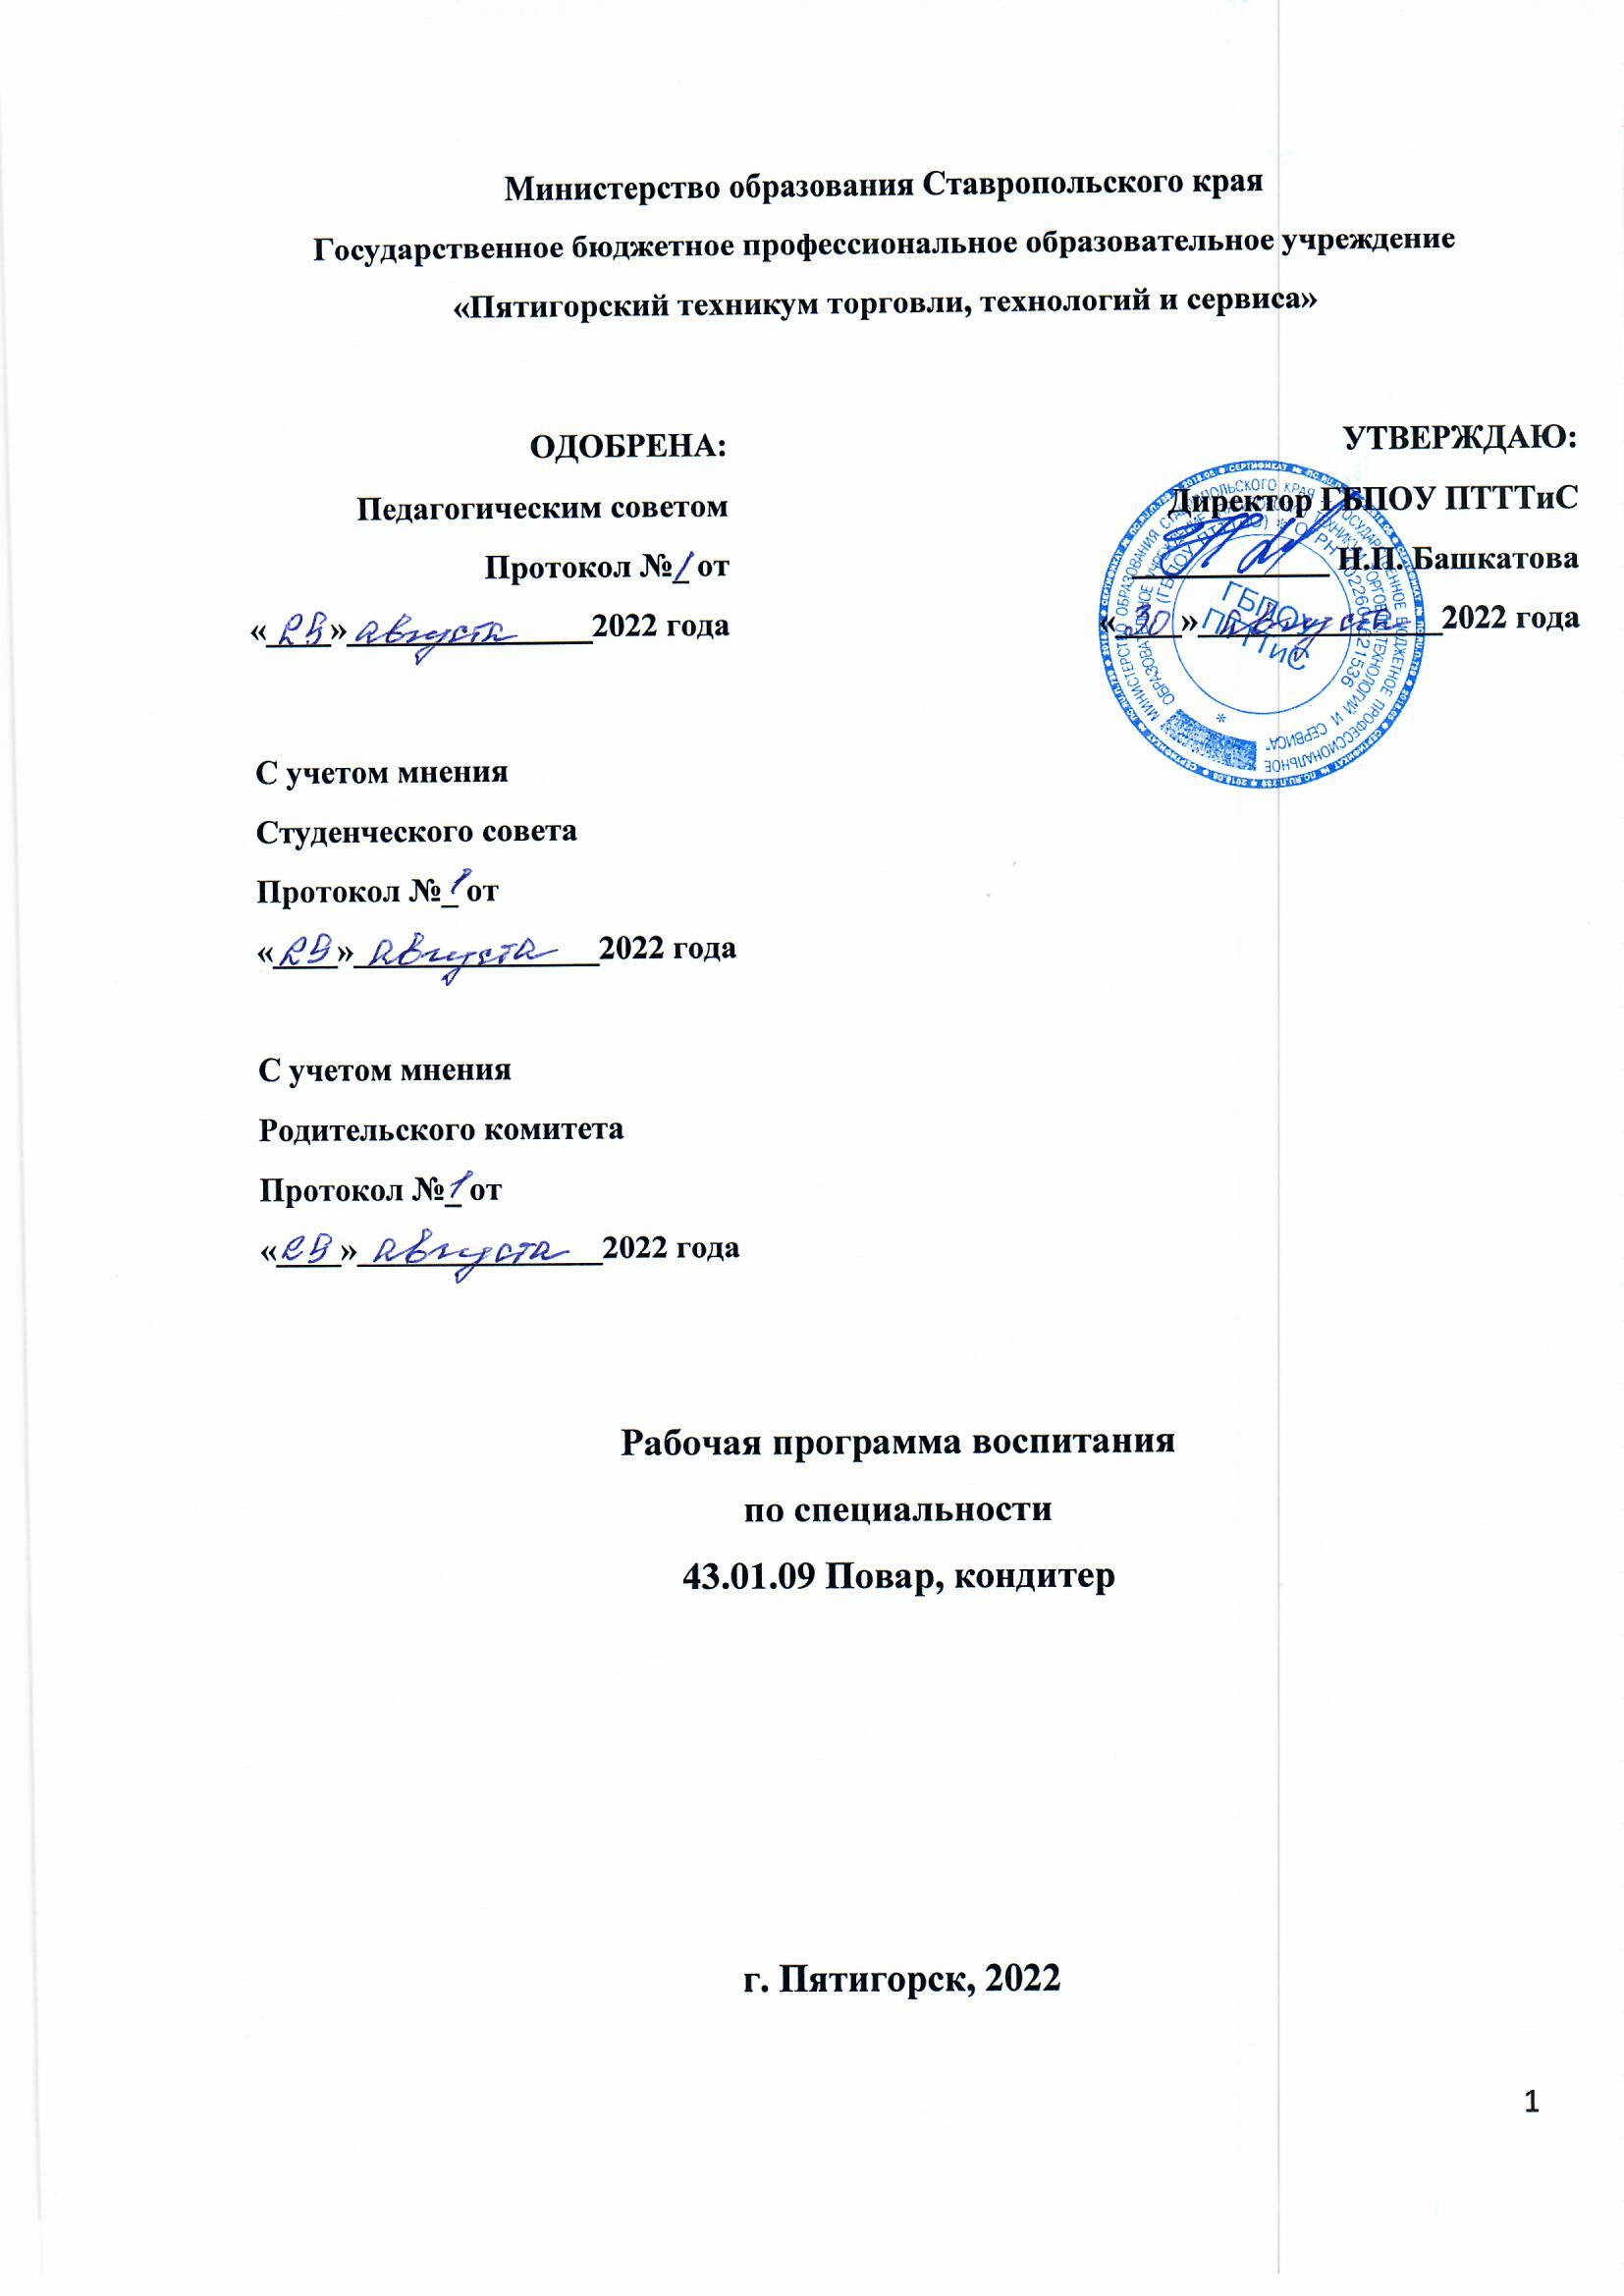 Министерство образования Ставропольского края
Государственное бюджетное профессиональное образовательное учреждение
«Пятигорский техникум торговли, технологий и сервиса»
ОДОБРЕНА:
Педагогическим советом
Протокол №1 от
«29» августа 2022 года
УТВЕРЖДАЮ:
Директор ГБПОУ ПТТТиС
Н.П. Башкатова
«30» августа 2022 года
ГБПОУ
ПТТТиС
С учетом мнения
Студенческого совета
Протокол №1 от
«29» августа 2022 года
С учетом мнения
Родительского комитета
Протокол №1 от
«29» августа 2022 года
Рабочая программа воспитания
по специальности
43.01.09 Повар, кондитер
г. Пятигорск, 2022
1